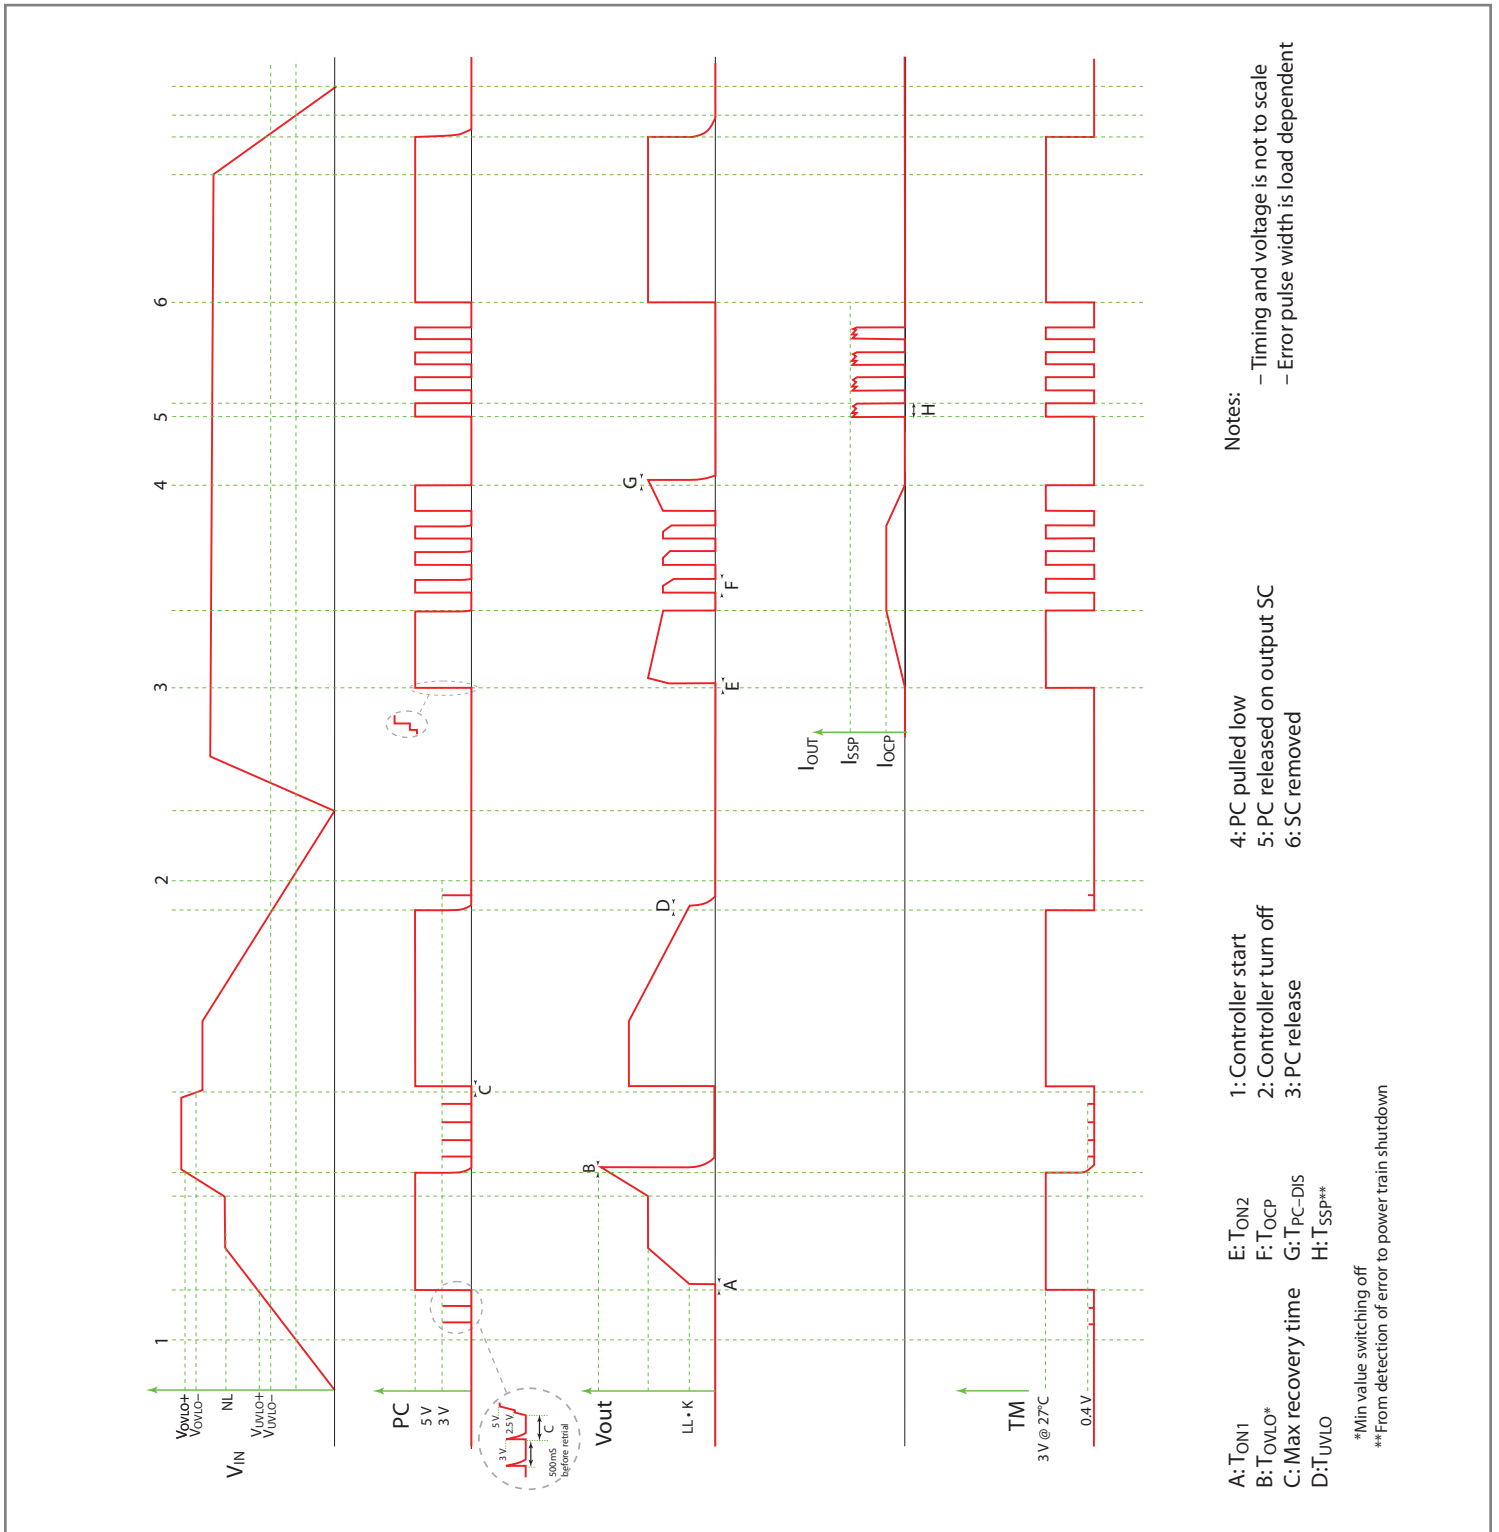 1
2
3
4
5
6
VOVLO+
VOVLO–
NL
VUVLO+
VUVLO–
VIN
PC
5 V
3 V
C
3 V
5 V
2.5 V
500mS
before retrial
C
Vout
LL • K
A
B
D
E
F
G
IOUT
ISSP
IOCP
H
TM
3 V @ 27°C
0.4 V
A: TON1
B: TOVLO*
C: Max recovery time
D:TUVLO
E: TON2
F: TOCP
G: TPC–DIS
H: TSSP**
1: Controller start
2: Controller turn off
3: PC release
4: PC pulled low
5: PC released on output SC
6: SC removed
Notes:
– Timing and voltage is not to scale
– Error pulse width is load dependent
*Min value switching off
**From detection of error to power train shutdown